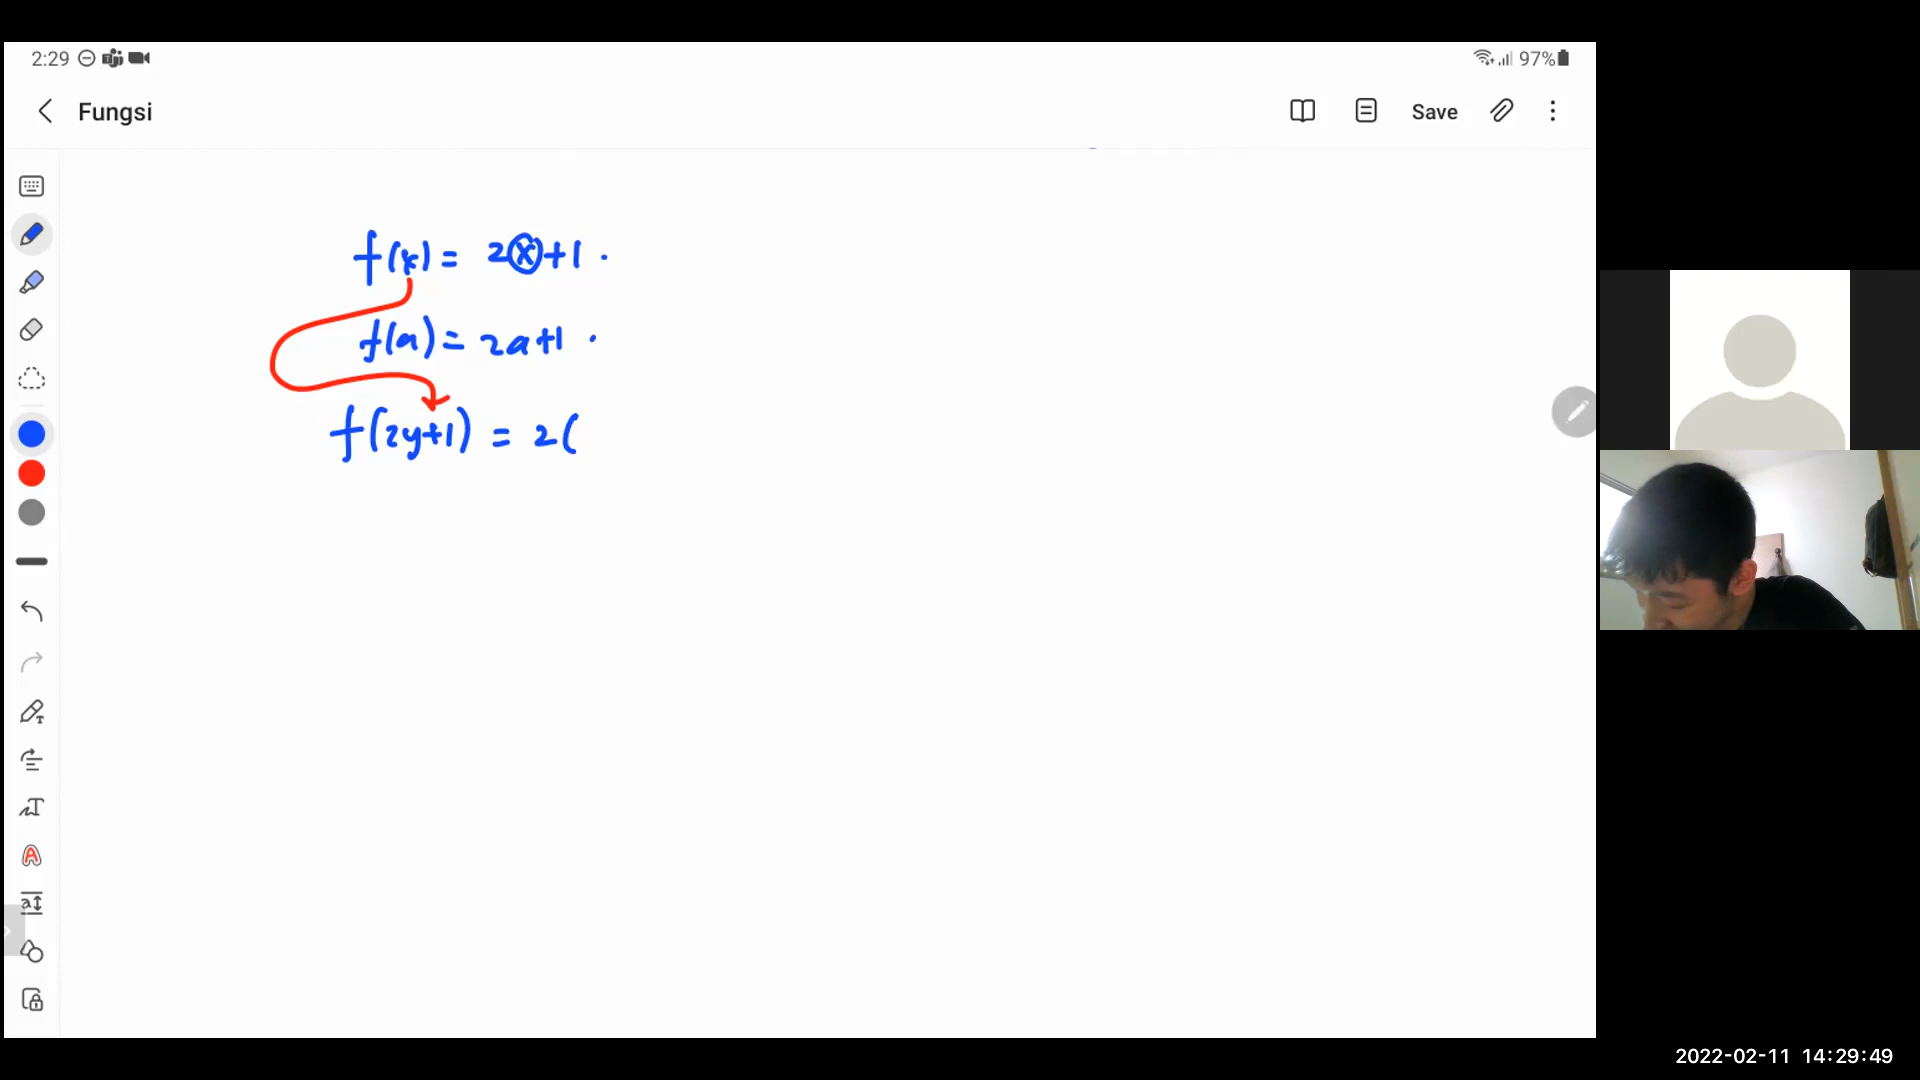 2:29
97%
Fungsi
Save
f(x) = 2x+1 .
f(a) = 2a+1 .
f(2y+1) = 2(
2022-02-11 14:29:49